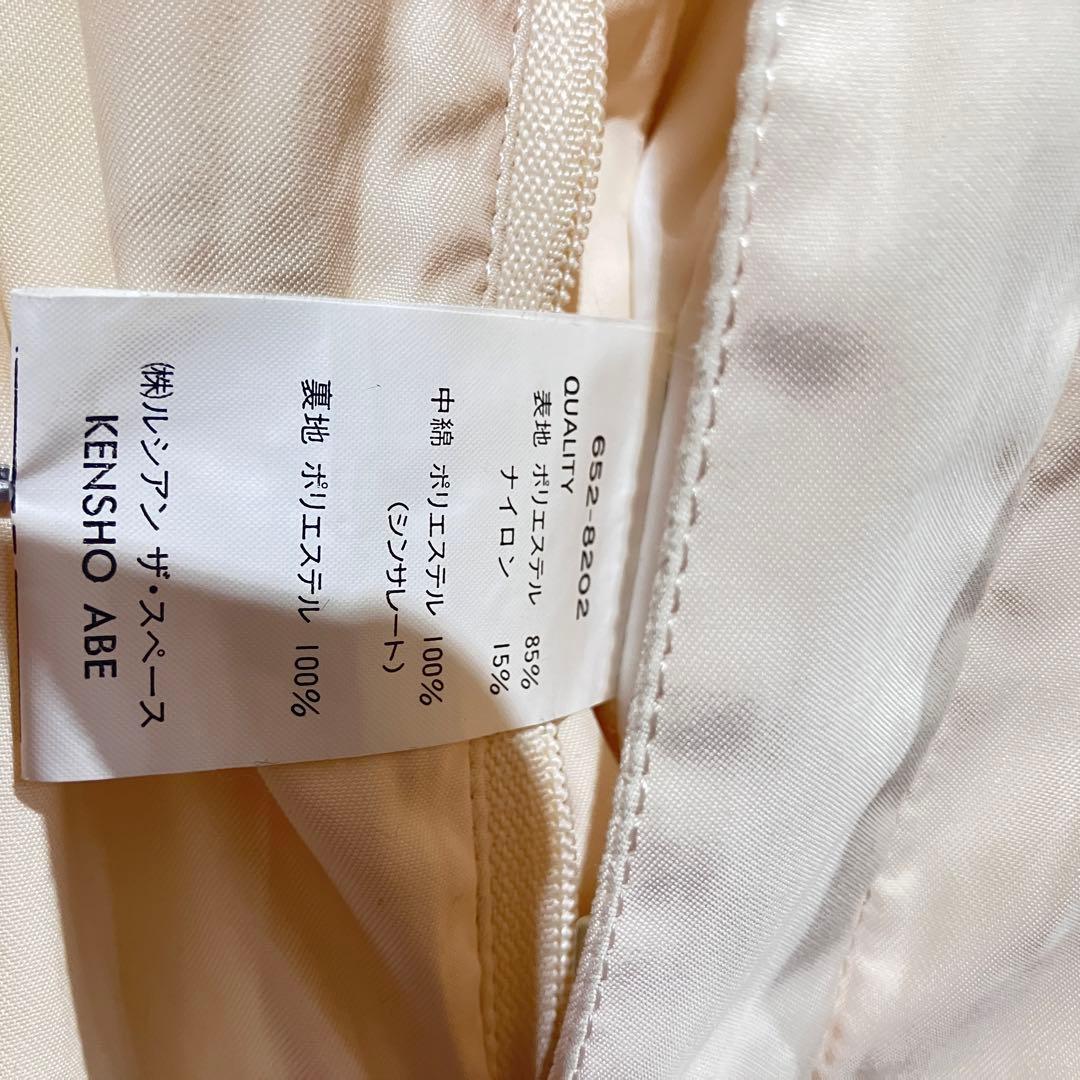 652-8202
QUALITY
表地 ポリエステル 85%
ナイロン 15%
中綿 ポリエステル 100%
(シンサレート)
裏地 ポリエステル 100%
㈱ルシアン ザ・スペース
KENSHO ABE